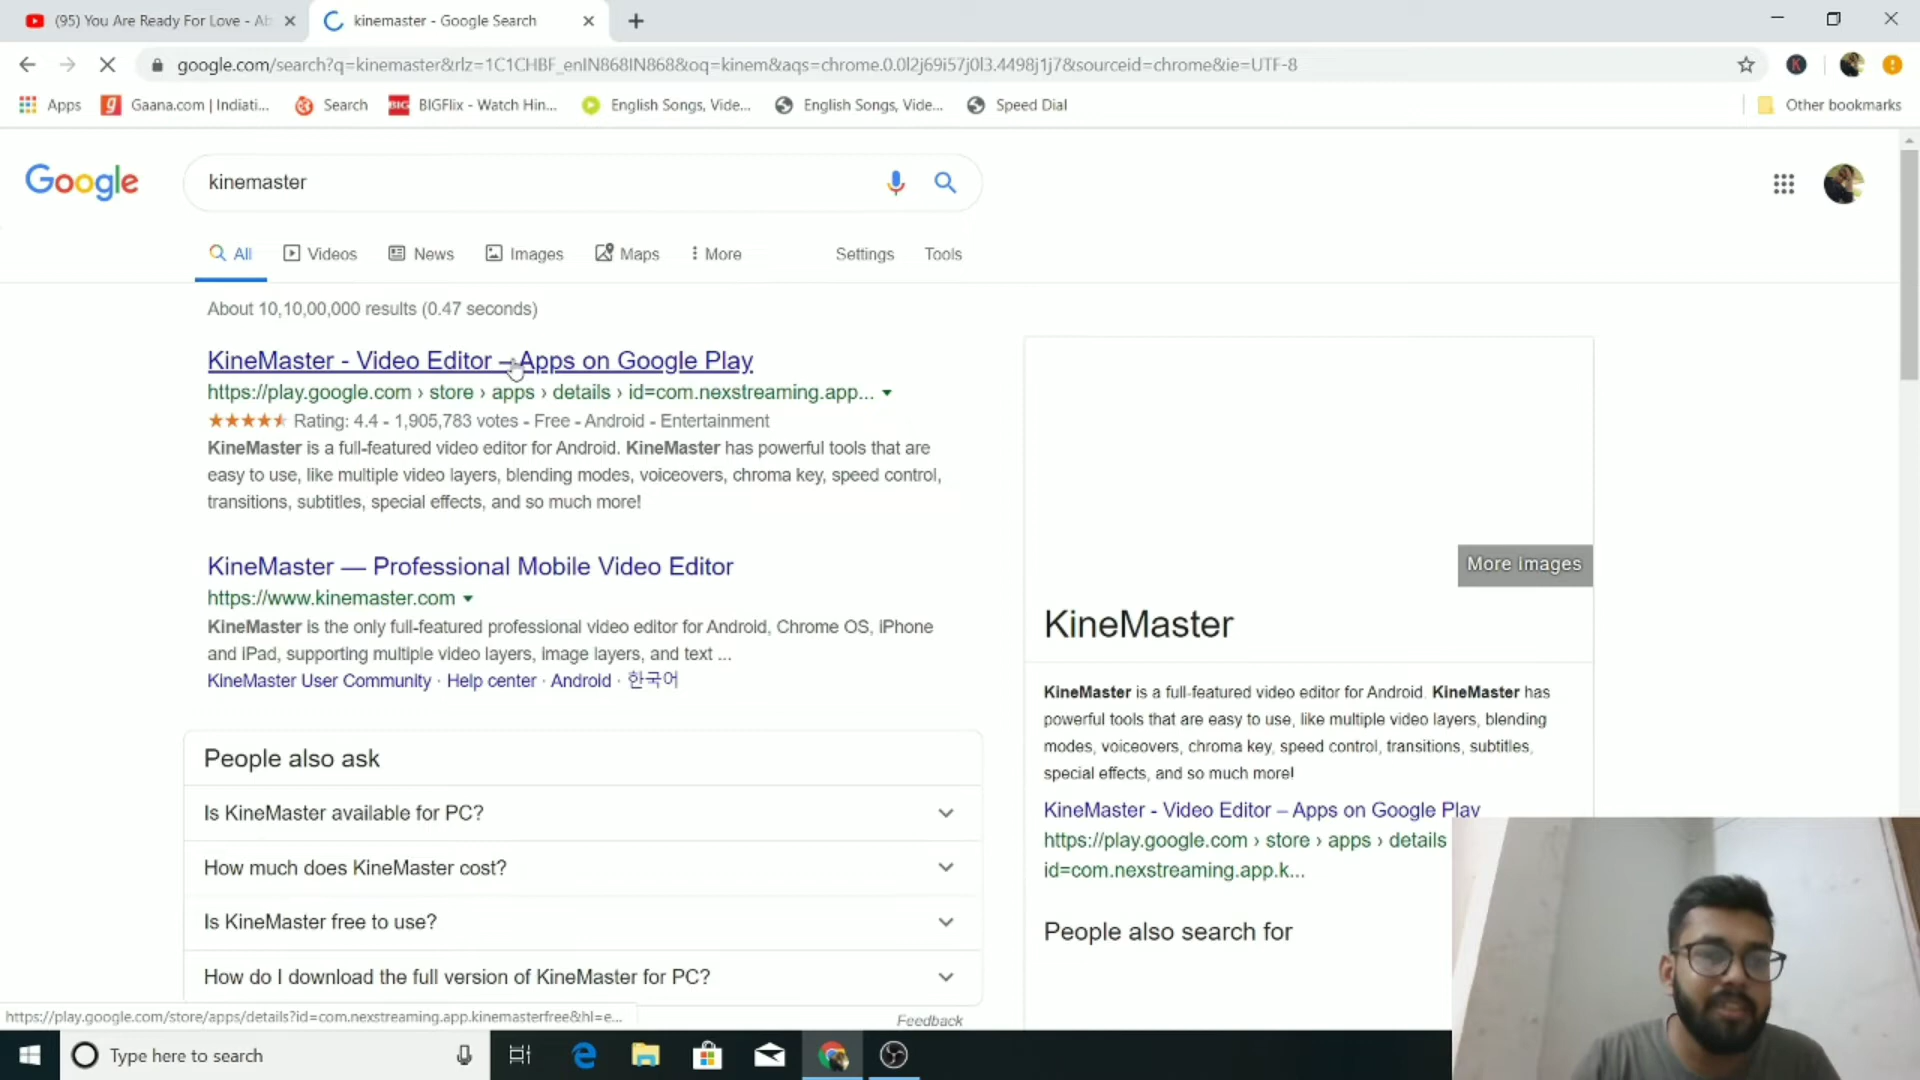 (95) You Are Ready For Love - Ab
kinemaster - Google Search
google.com/search?q=kinemaster&rlz=1C1CHBF_enIN868IN868&oq=kinem&aqs=chrome.0.0l2j69i57j0l3.4498j1j7&sourceid=chrome&ie=UTF-8
K
Apps
g
Gaana.com | Indiati...
Search
BIG
BIGFlix - Watch Hin...
English Songs, Vide...
English Songs, Vide...
Speed Dial
Other bookmarks
Google
kinemaster
All
Videos
News
Images
Maps
More
Settings
Tools
About 10,10,00,000 results (0.47 seconds)
KineMaster - Video Editor – Apps on Google Play
https://play.google.com › store › apps › details › id=com.nexstreaming.app...
Rating: 4.4 - 1,905,783 votes - Free - Android - Entertainment
KineMaster is a full-featured video editor for Android. KineMaster has powerful tools that are
easy to use, like multiple video layers, blending modes, voiceovers, chroma key, speed control,
transitions, subtitles, special effects, and so much more!
KineMaster — Professional Mobile Video Editor
https://www.kinemaster.com
KineMaster is the only full-featured professional video editor for Android, Chrome OS, iPhone
and iPad, supporting multiple video layers, image layers, and text ...
KineMaster User Community · Help center · Android · 한국어
People also ask
Is KineMaster available for PC?
How much does KineMaster cost?
Is KineMaster free to use?
How do I download the full version of KineMaster for PC?
Feedback
More Images
KineMaster
KineMaster is a full-featured video editor for Android. KineMaster has
powerful tools that are easy to use, like multiple video layers, blending
modes, voiceovers, chroma key, speed control, transitions, subtitles,
special effects, and so much more!
KineMaster - Video Editor – Apps on Google Play
https://play.google.com › store › apps › details
id=com.nexstreaming.app.k...
People also search for
https://play.google.com/store/apps/details?id=com.nexstreaming.app.kinemasterfree&hl=e...
Type here to search